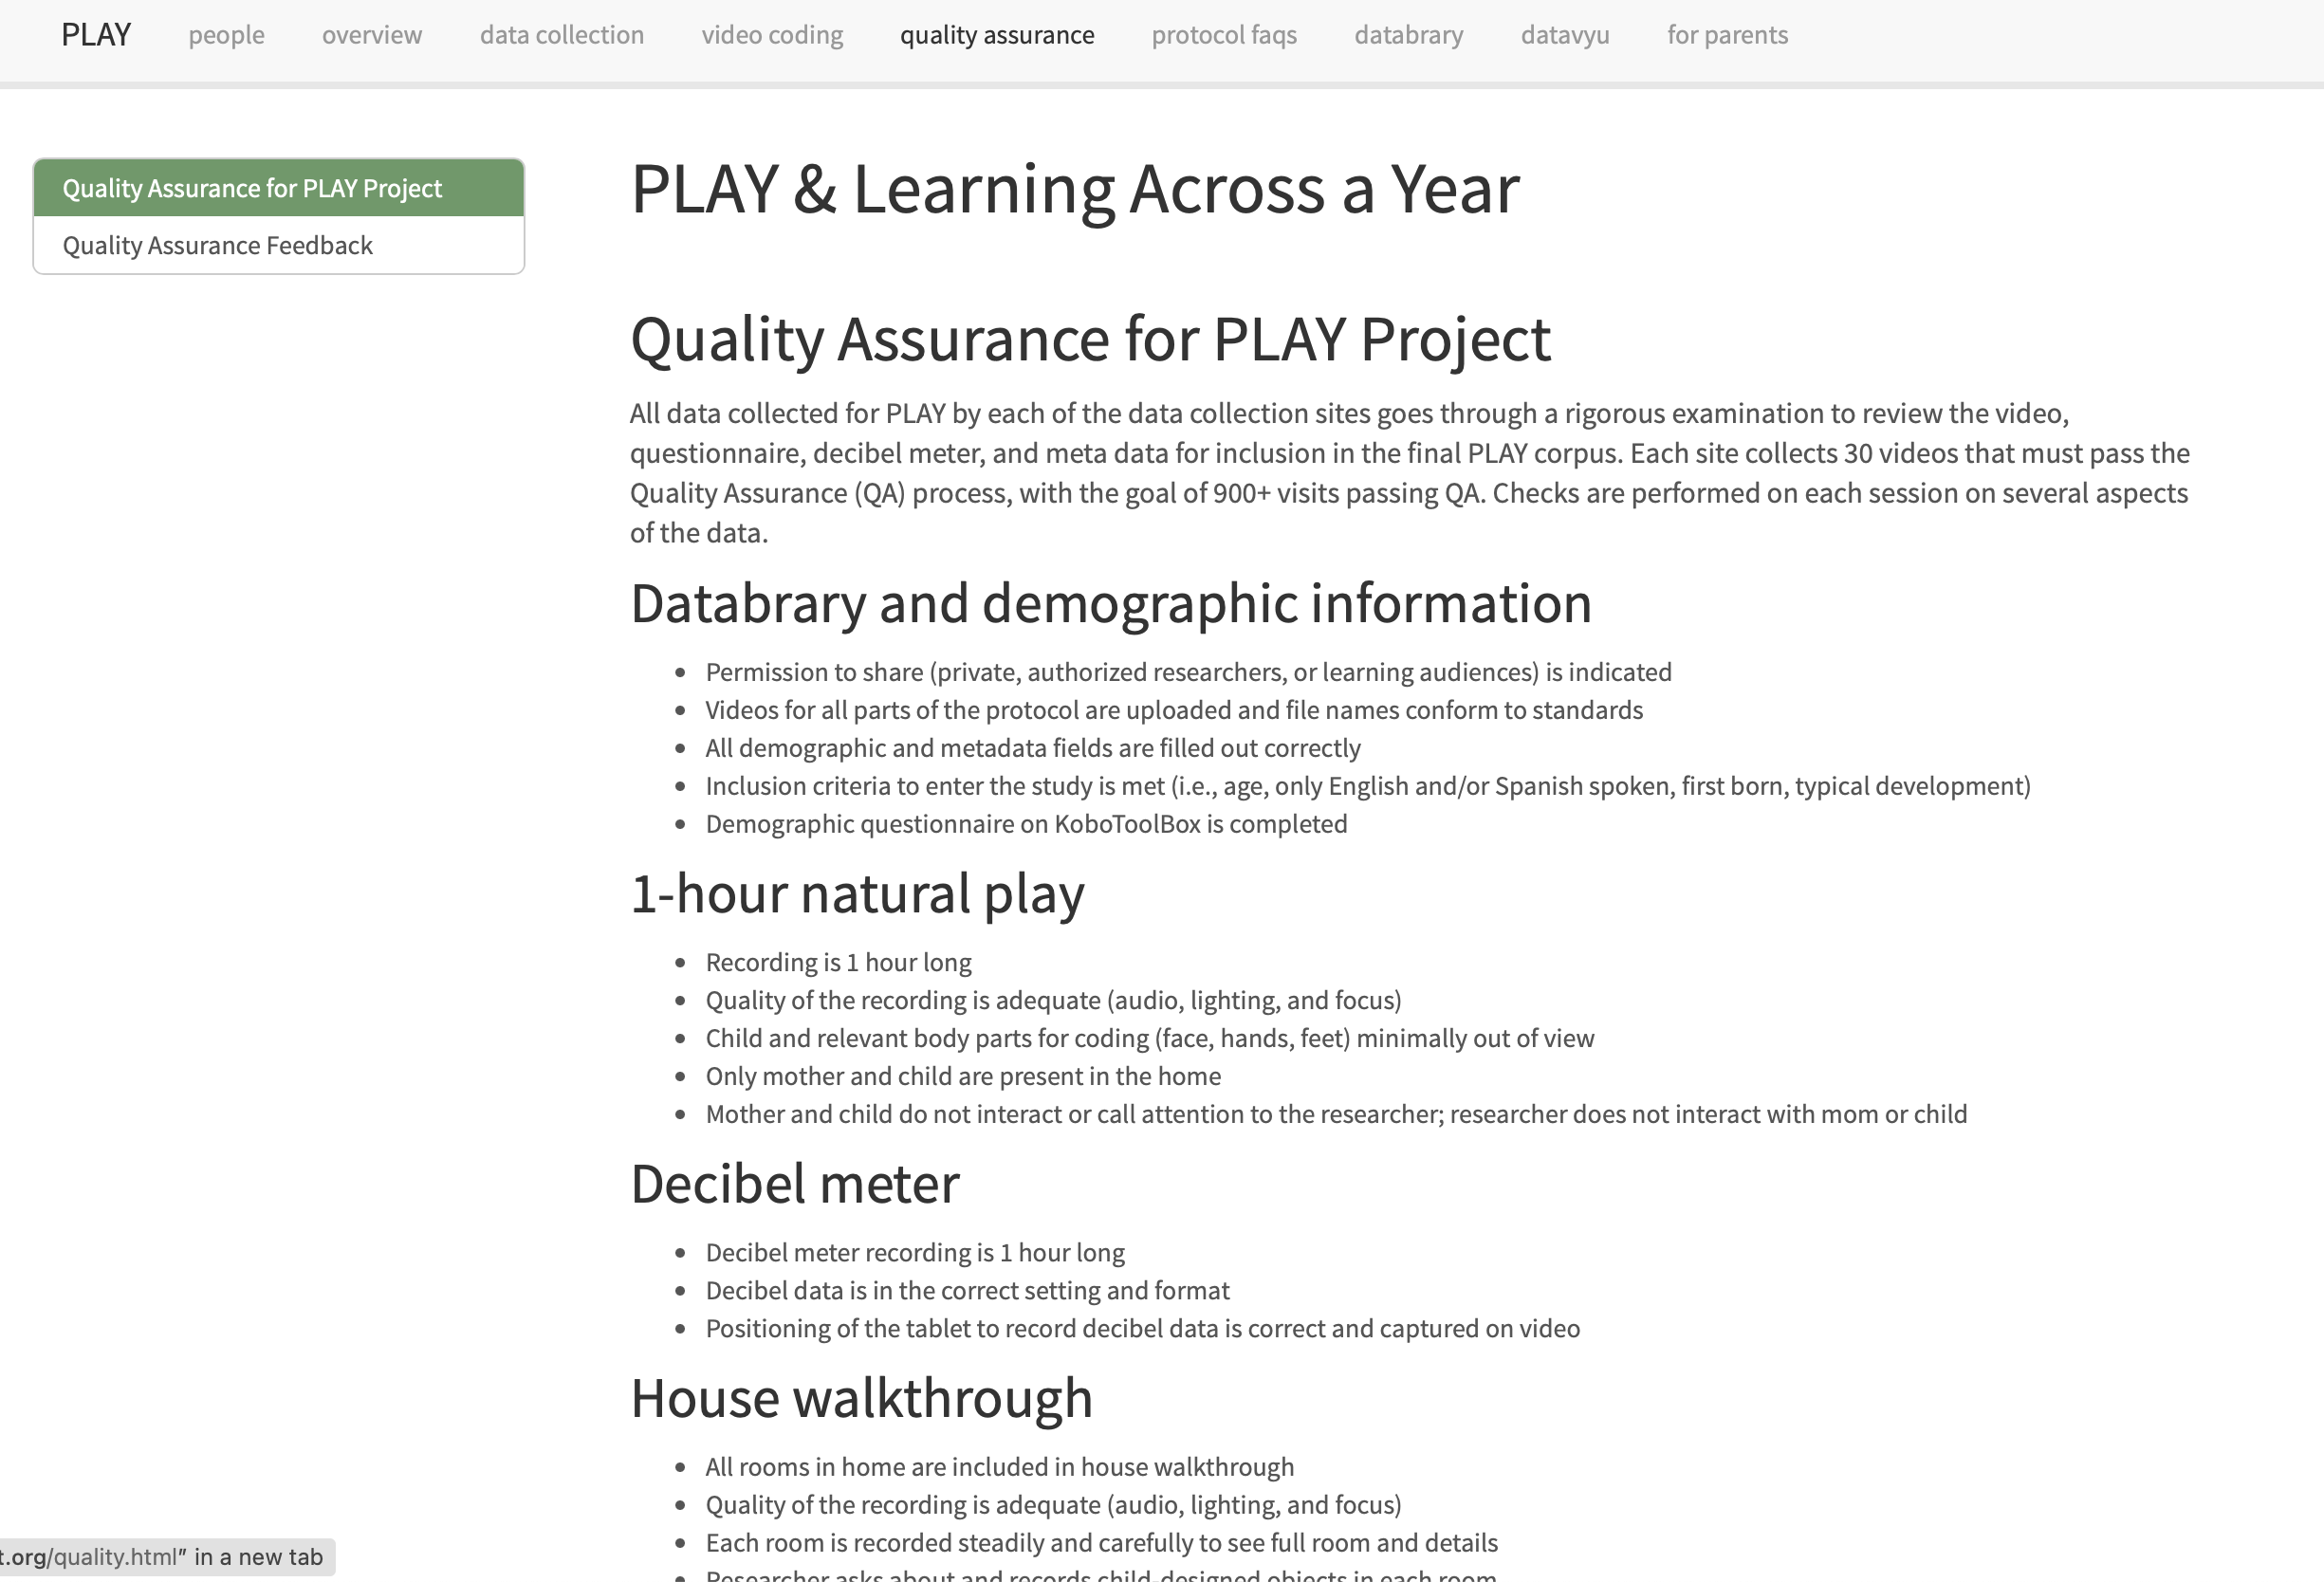 PLAY people overview data collection video coding quality assurance protocol faqs databrary datavyu for parents
Quality Assurance for PLAY Project
Quality Assurance Feedback
PLAY & Learning Across a Year
Quality Assurance for PLAY Project
All data collected for PLAY by each of the data collection sites goes through a rigorous examination to review the video,
questionnaire, decibel meter, and meta data for inclusion in the final PLAY corpus. Each site collects 30 videos that must pass the
Quality Assurance (QA) process, with the goal of 900+ visits passing QA. Checks are performed on each session on several aspects
of the data.
Databrary and demographic information
• Permission to share (private, authorized researchers, or learning audiences) is indicated
• Videos for all parts of the protocol are uploaded and file names conform to standards
• All demographic and metadata fields are filled out correctly
• Inclusion criteria to enter the study is met (i.e., age, only English and/or Spanish spoken, first born, typical development)
• Demographic questionnaire on KoboToolBox is completed
1-hour natural play
• Recording is 1 hour long
• Quality of the recording is adequate (audio, lighting, and focus)
• Child and relevant body parts for coding (face, hands, feet) minimally out of view
• Only mother and child are present in the home
• Mother and child do not interact or call attention to the researcher; researcher does not interact with mom or child
Decibel meter
• Decibel meter recording is 1 hour long
• Decibel data is in the correct setting and format
• Positioning of the tablet to record decibel data is correct and captured on video
House walkthrough
• All rooms in home are included in house walkthrough
• Quality of the recording is adequate (audio, lighting, and focus)
• Each room is recorded steadily and carefully to see full room and details
• Researcher asks about and records child-designed objects in each room
t.org/quality.html” in a new tab